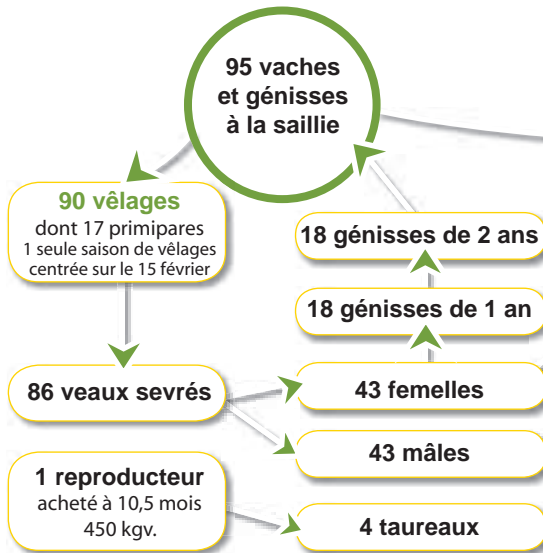 95 vaches
et génisses
à la saillie
90 vêlages
dont 17 primipares
1 seule saison de vêlages
centrée sur le 15 février
18 génisses de 2 ans
18 génisses de 1 an
86 veaux sevrés
43 femelles
43 mâles
1 reproducteur
acheté à 10,5 mois
450 kgv.
4 taureaux